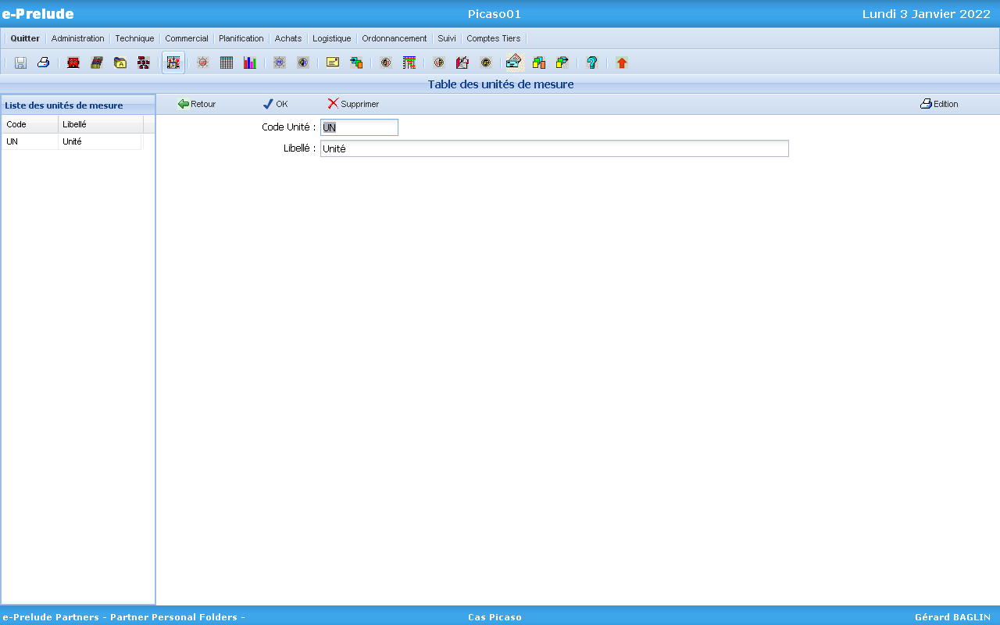 e-Prelude Picaso01 Lundi 3 Janvier 2022
Quitter Administration Technique Commercial Planification Achats Logistique Ordonnancement Suivi Comptes Tiers
Table des unités de mesure
Liste des unités de mesure Retour OK Supprimer Edition
Code Libellé
UN Unité
Code Unité : UN
Libellé : Unité
e-Prelude Partners - Partner Personal Folders - Cas Picaso Gérard BAGLIN